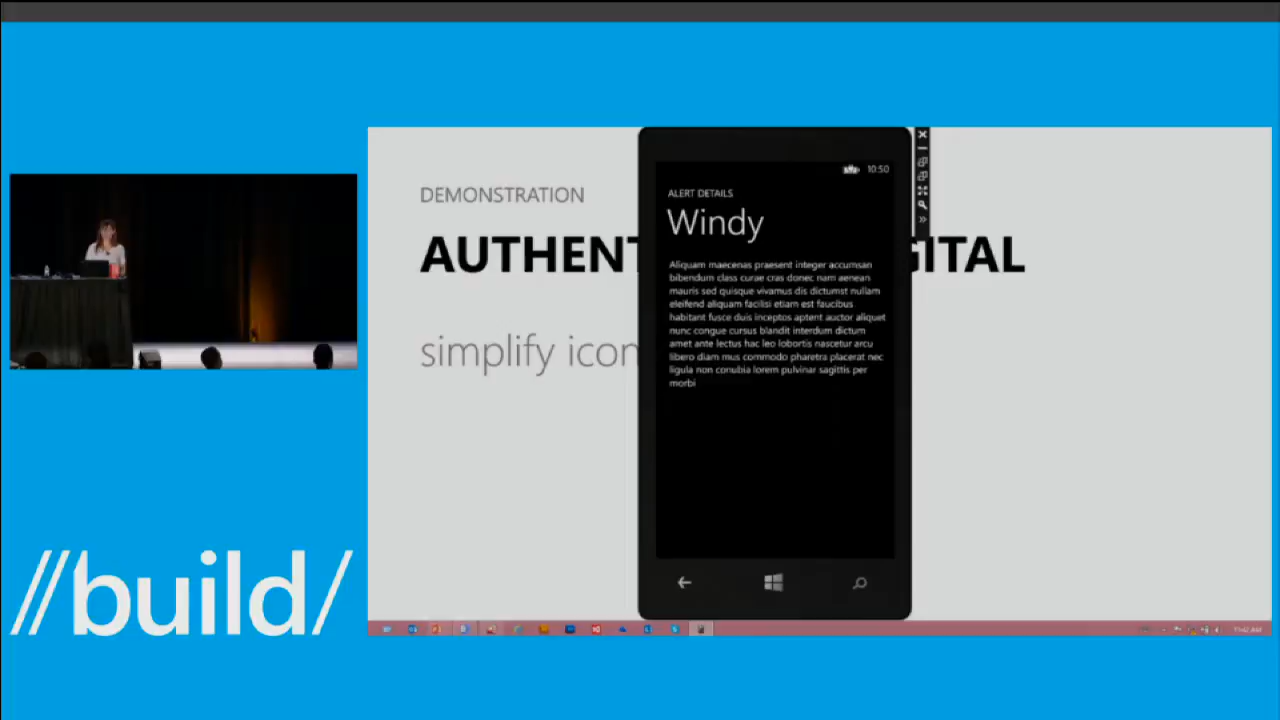 DEMONSTRATION
AUTHENT
GITAL
simplify icon
10:50
ALERT DETAILS
Windy
Aliquam maecenas praesent integer accumsan
bibendum class curae cras donec nam aenean
mauris sed quisque vivamus dis dictumst nullam
eleifend aliquam facilisi etiam est faucibus
habitant fusce duis inceptos aptent auctor aliquet
nunc congue cursus blandit interdum dictum
amet ante lectus hac leo lobortis nascetur arcu
libero diam mus commodo pharetra placerat nec
ligula non conubia lorem pulvinar sagittis per
morbi
//build/